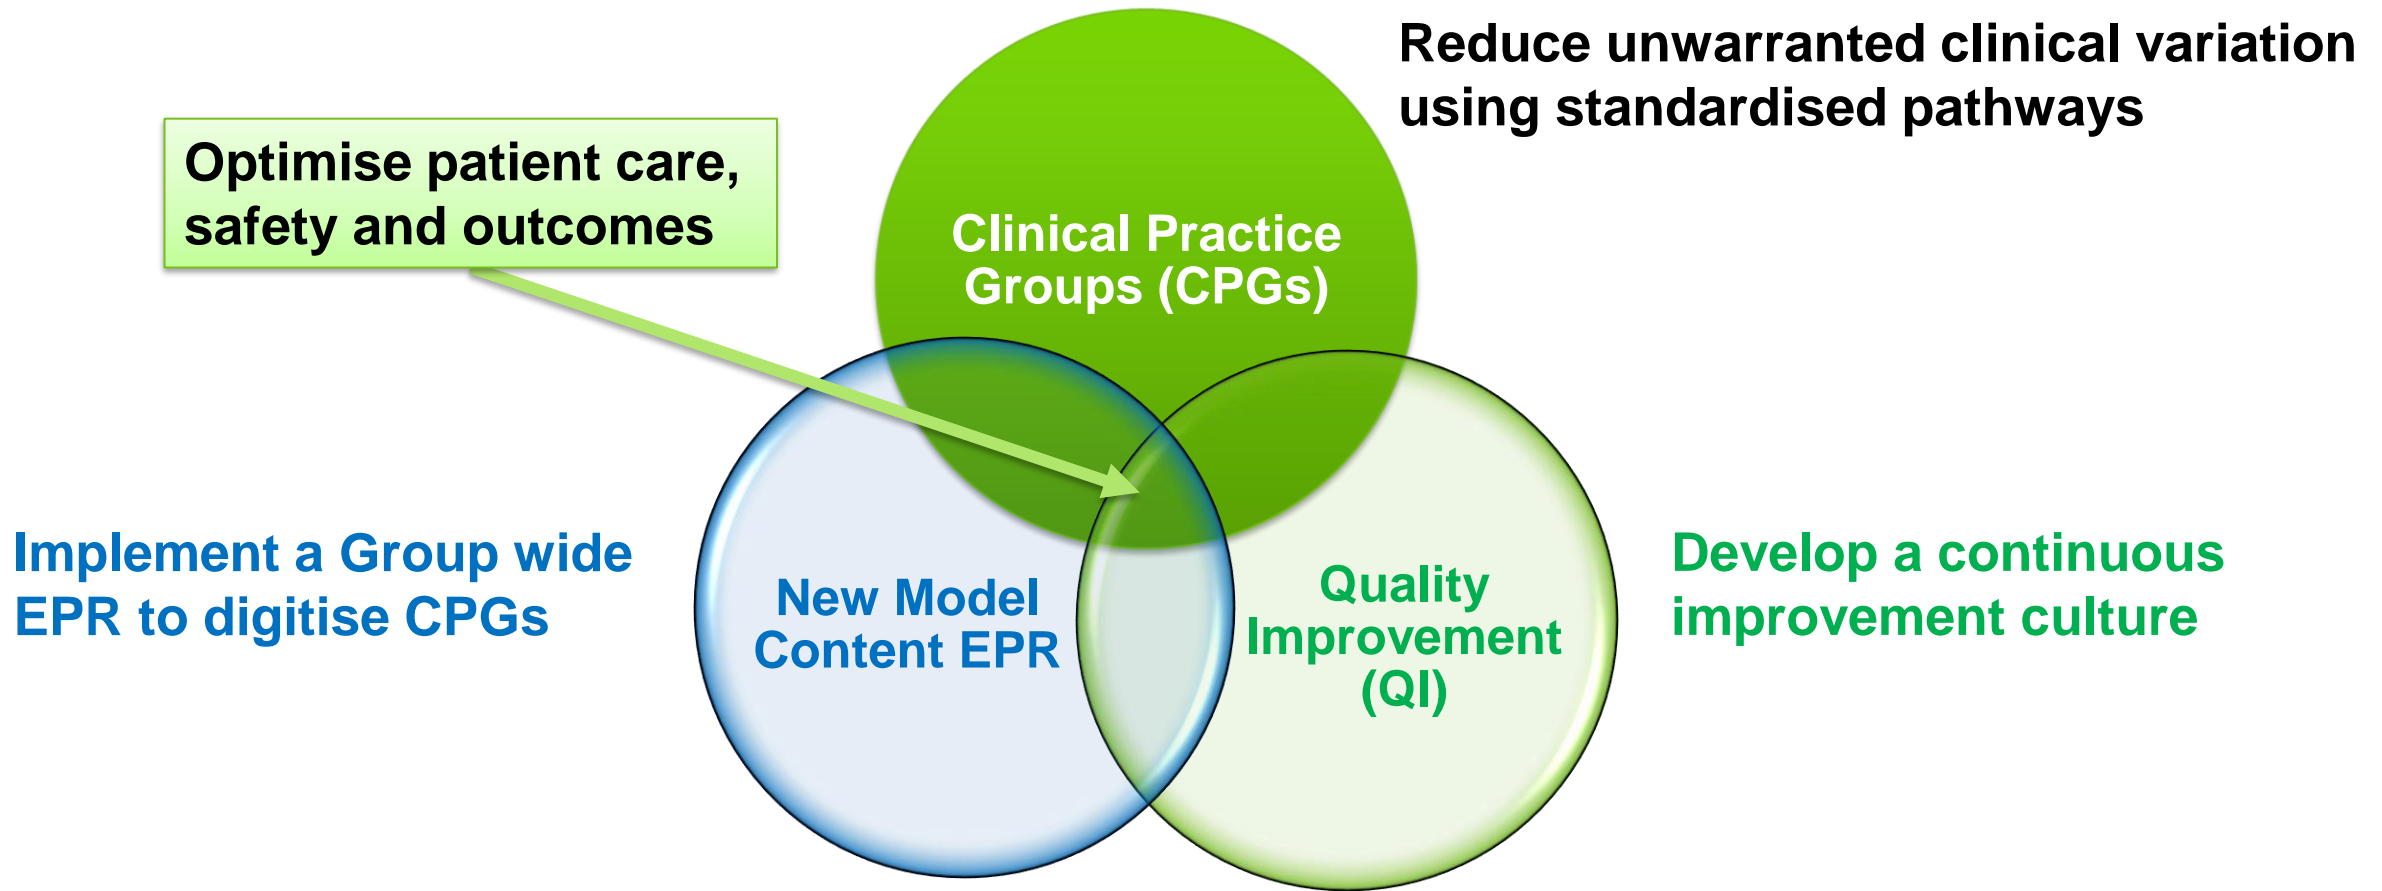 Reduce unwarranted clinical variation
using standardised pathways
Optimise patient care,
safety and outcomes
Clinical Practice
Groups (CPGs)
Implement a Group wide
EPR to digitise CPGs
New Model
Content EPR
Quality
Improvement
(QI)
Develop a continuous
improvement culture